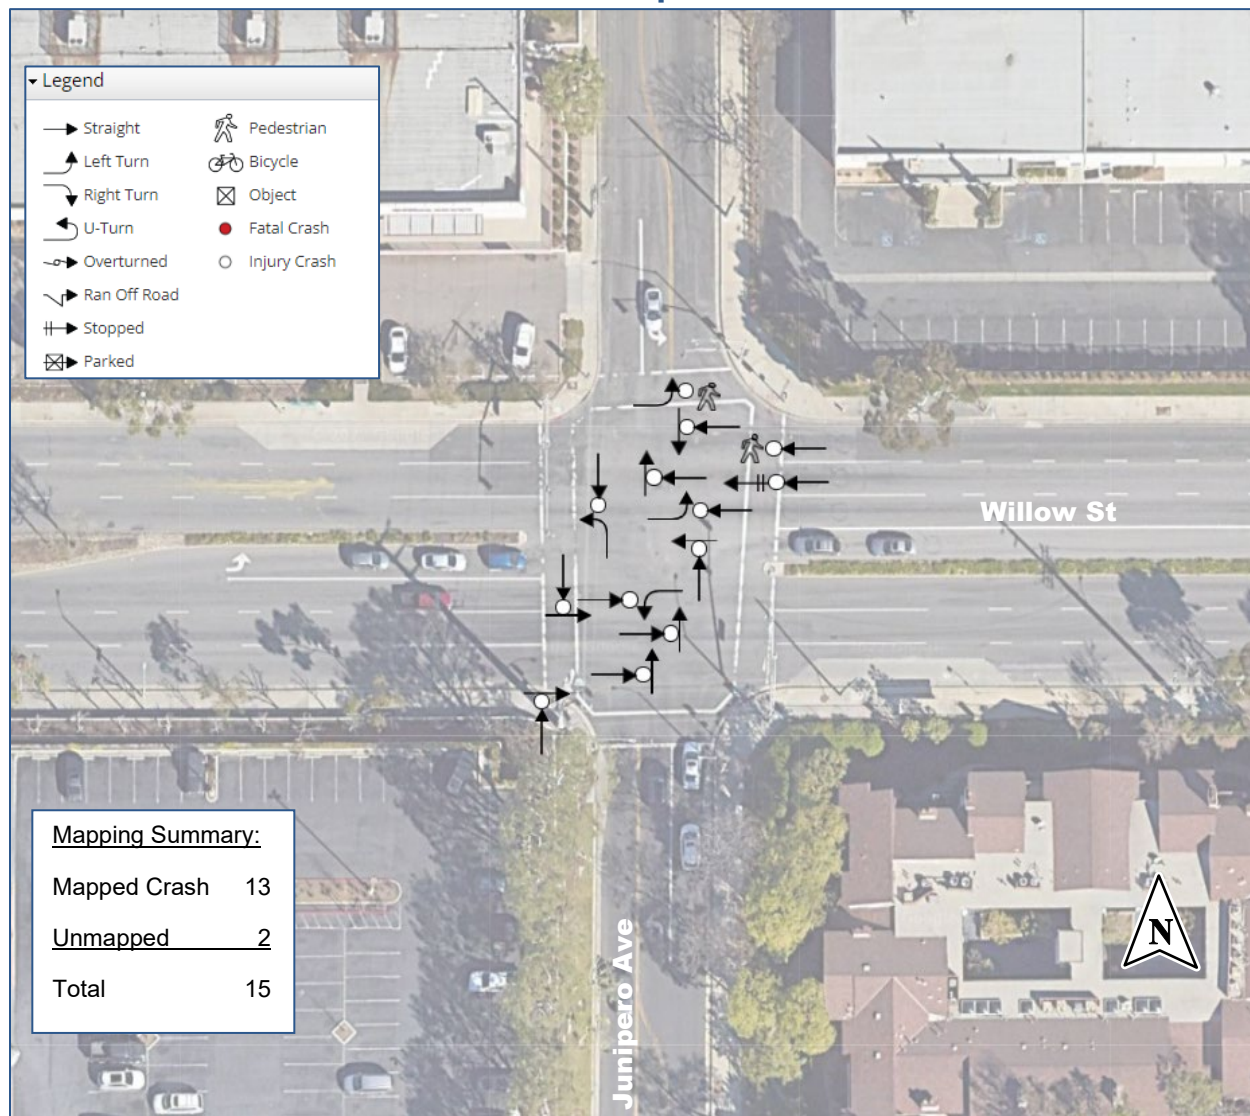 Legend
Straight
Pedestrian
Left Turn
Bicycle
Right Turn
Object
U-Turn
Fatal Crash
Overturned
Injury Crash
Ran Off Road
Stopped
Parked
Willow St
Mapping Summary:
Mapped Crash 13
Unmapped 2
Total 15
Junipero Ave
N